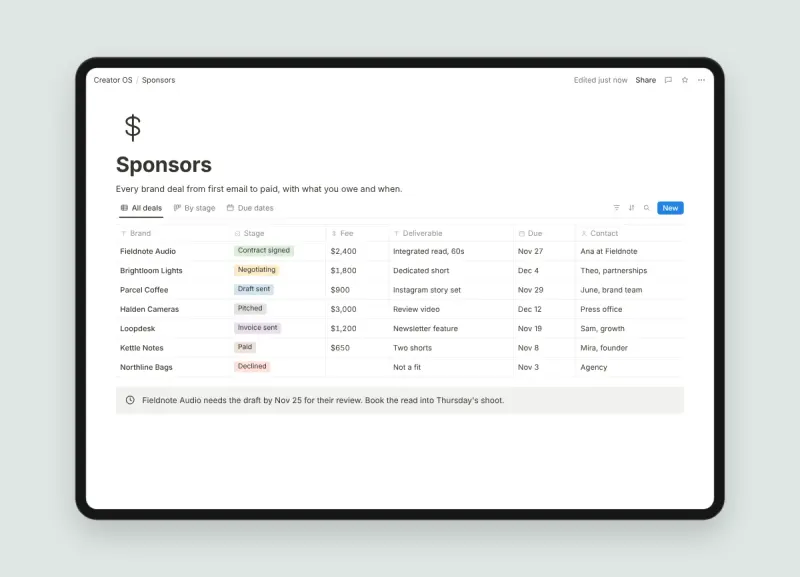 Creator OS / Sponsors Edited just now Share
$
Sponsors
Every brand deal from first email to paid, with what you owe and when.
All deals By stage Due dates New
Brand Stage Fee Deliverable Due Contact
Fieldnote Audio Contract signed $2,400 Integrated read, 60s Nov 27 Ana at Fieldnote
Brightloom Lights Negotiating $1,800 Dedicated short Dec 4 Theo, partnerships
Parcel Coffee Draft sent $900 Instagram story set Nov 29 June, brand team
Halden Cameras Pitched $3,000 Review video Dec 12 Press office
Loopdesk Invoice sent $1,200 Newsletter feature Nov 19 Sam, growth
Kettle Notes Paid $650 Two shorts Nov 8 Mira, founder
Northline Bags Declined Not a fit Nov 3 Agency
Fieldnote Audio needs the draft by Nov 25 for their review. Book the read into Thursday's shoot.